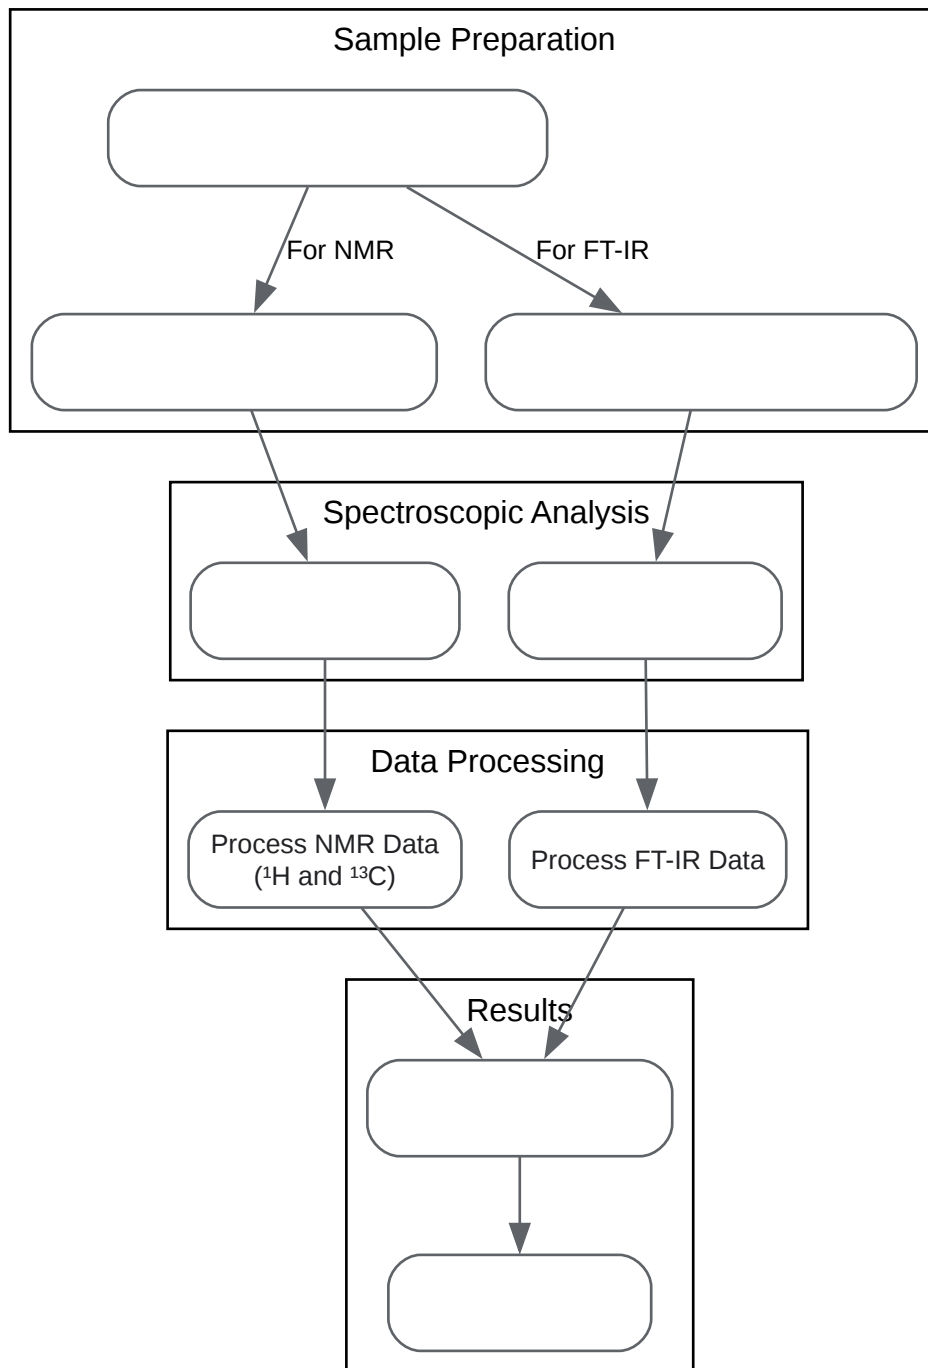 Sample Preparation
For NMR
For FT-IR
Spectroscopic Analysis
Data Processing
Process NMR Data
(¹H and ¹³C)
Process FT-IR Data
Results